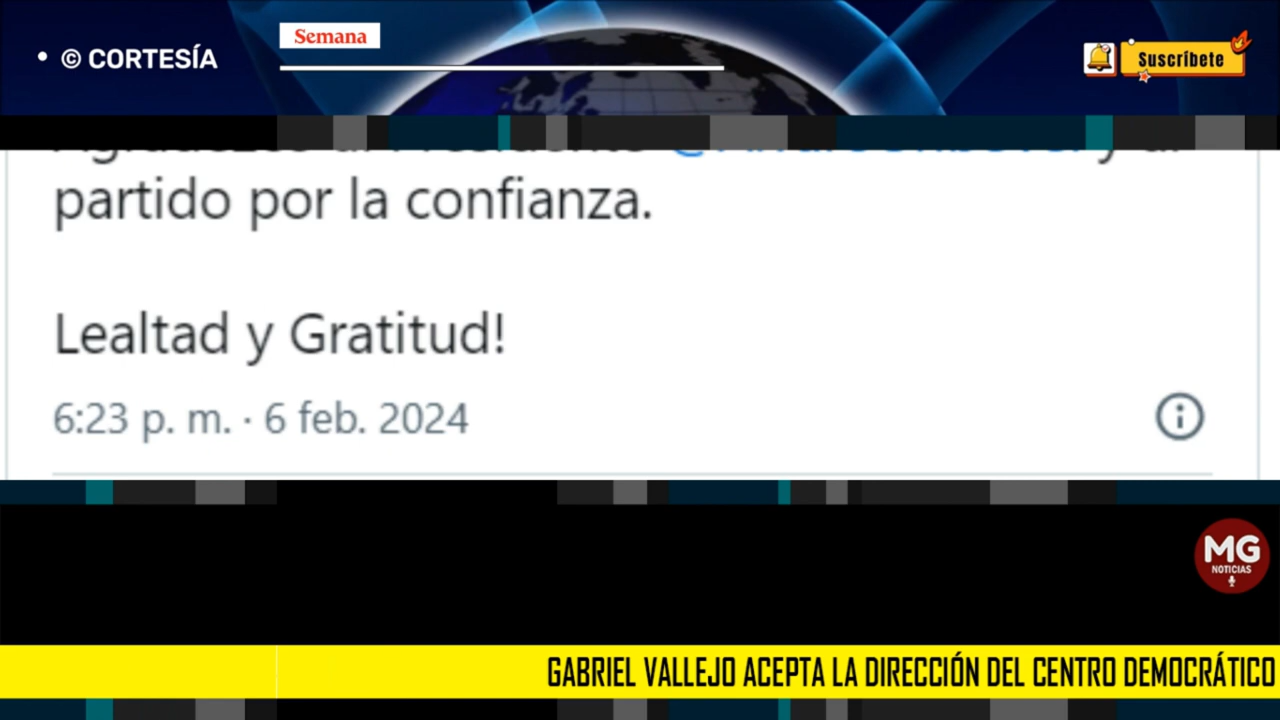 • © CORTESÍA
Semana
Suscríbete
partido por la confianza.
Lealtad y Gratitud!
6:23 p. m. · 6 feb. 2024
MG
NOTICIAS
GABRIEL VALLEJO ACEPTA LA DIRECCIÓN DEL CENTRO DEMOCRÁTICO